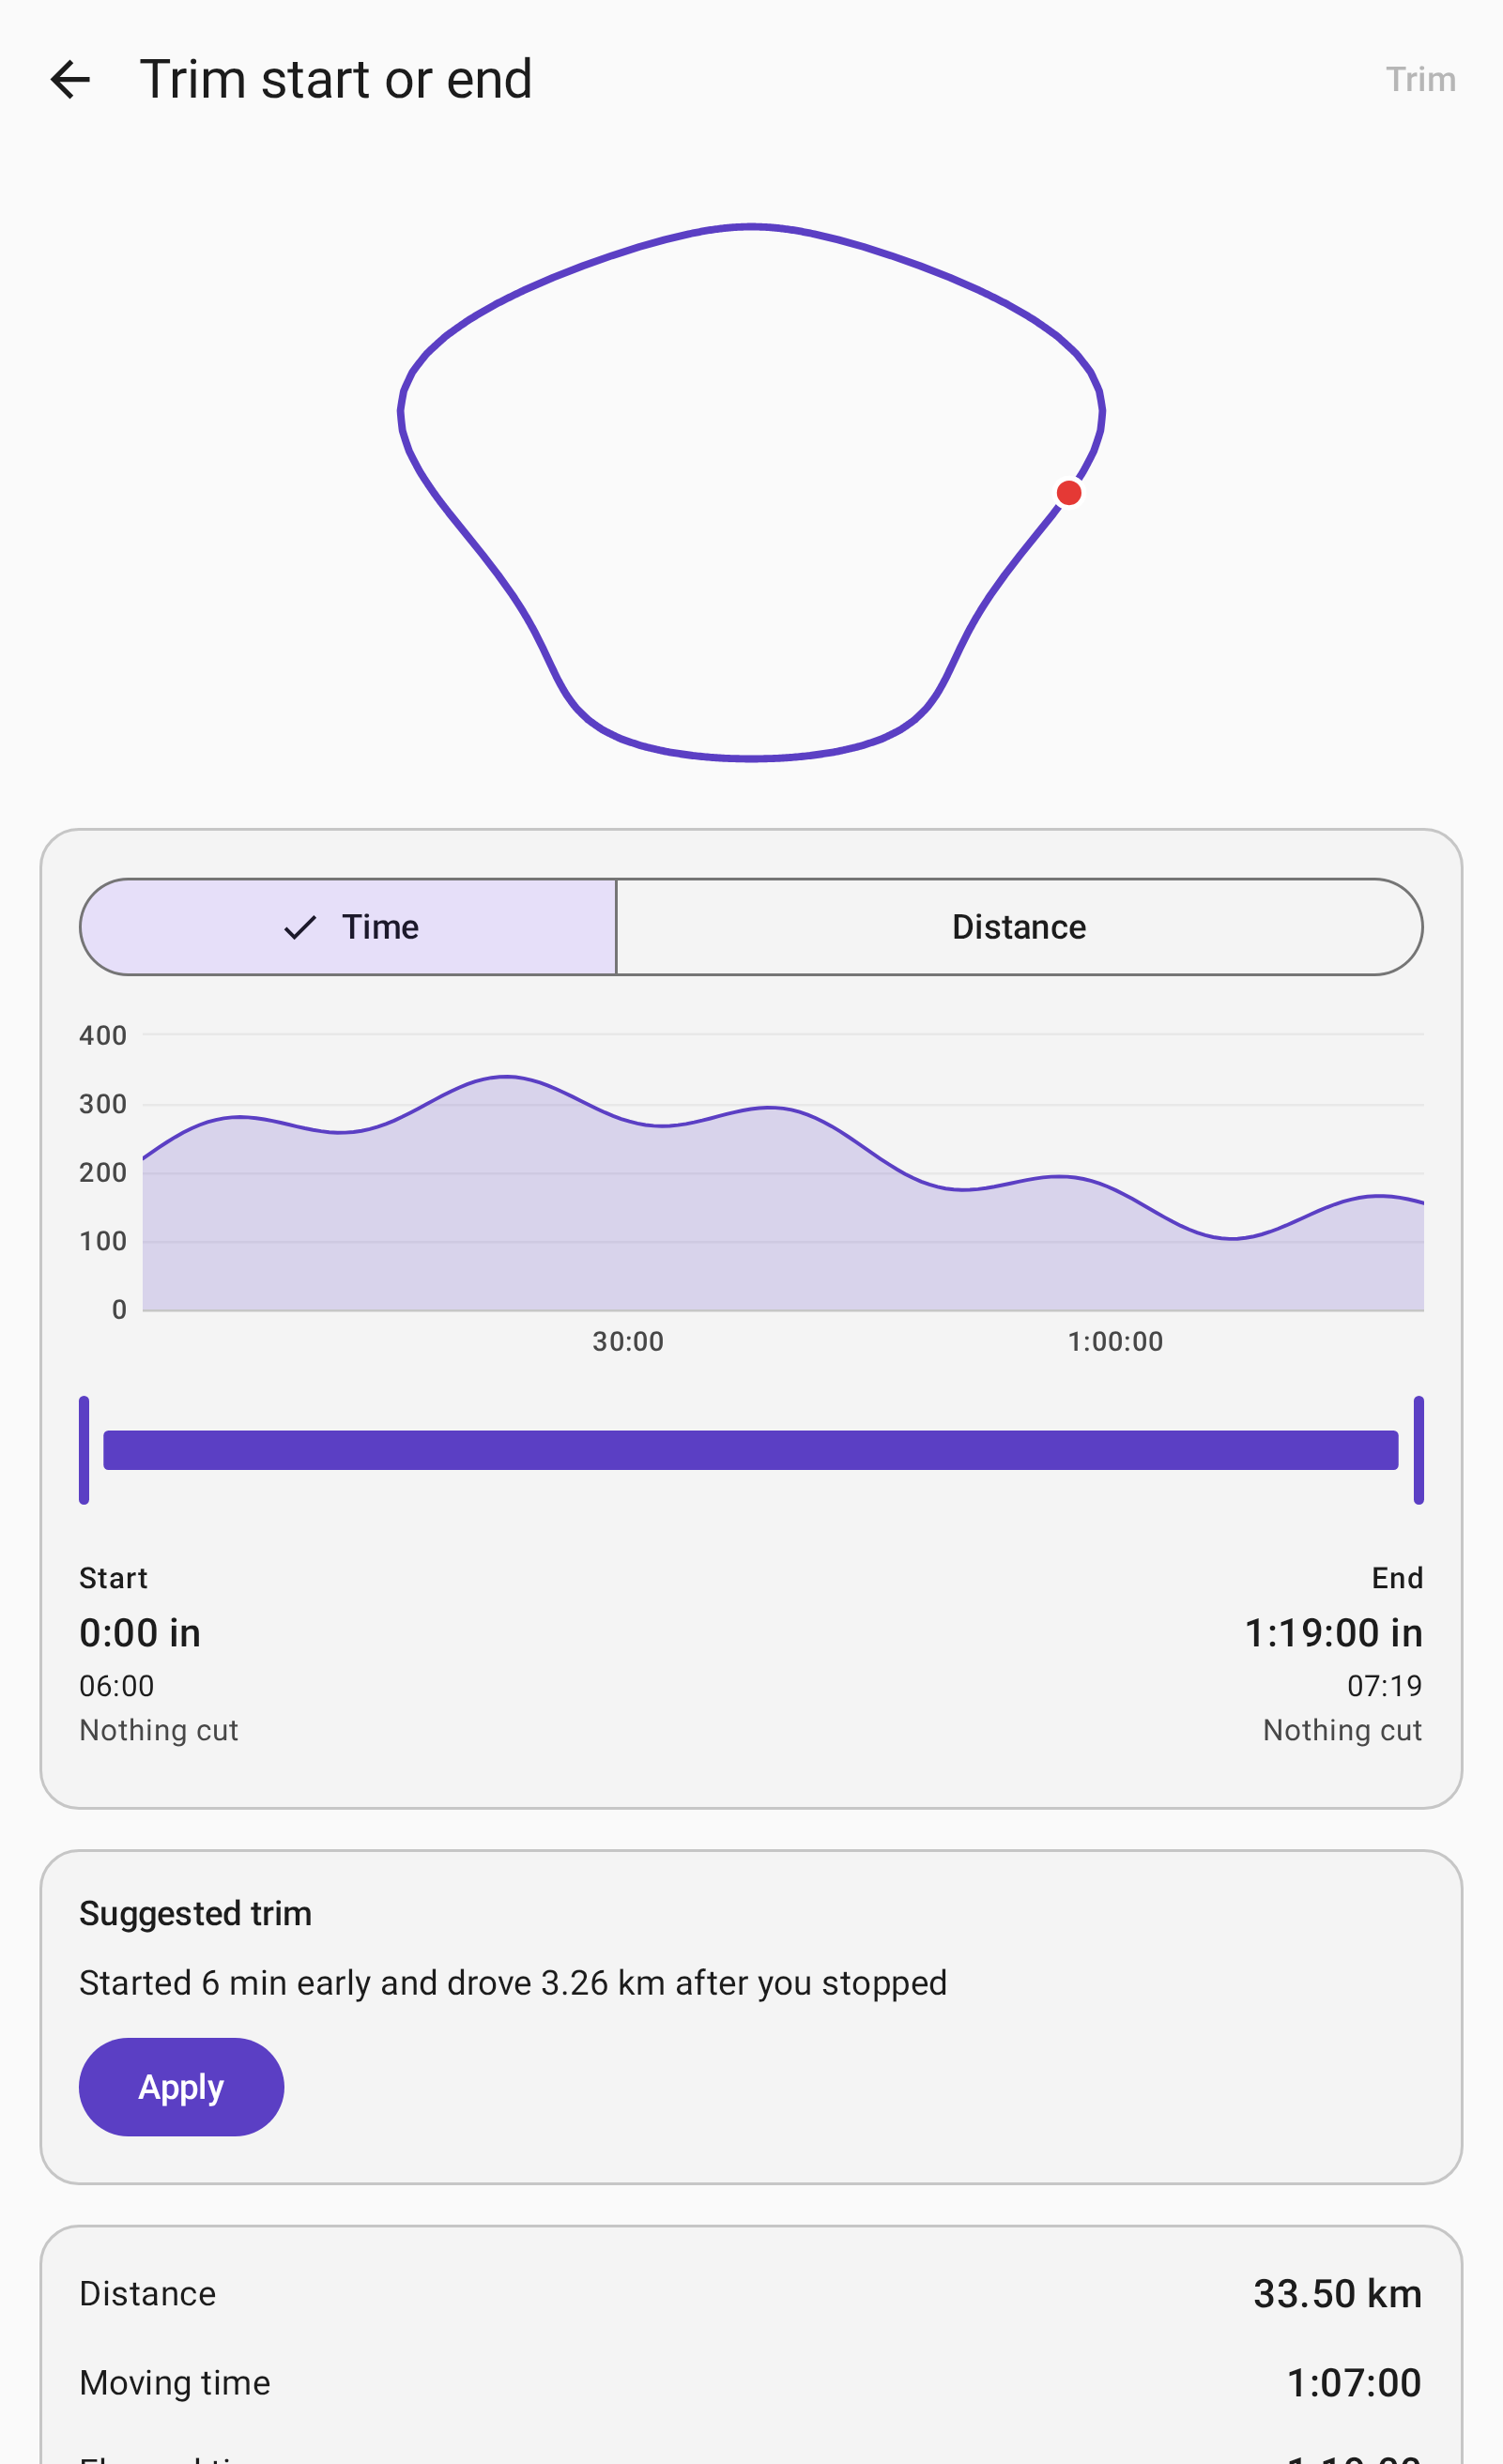 Trim start or end
Trim
Time
Distance
400
300
200
100
0
30:00
1:00:00
Start
End
0:00 in
1:19:00 in
06:00
07:19
Nothing cut
Nothing cut
Suggested trim
Started 6 min early and drove 3.26 km after you stopped
Apply
Distance
33.50 km
Moving time
1:07:00